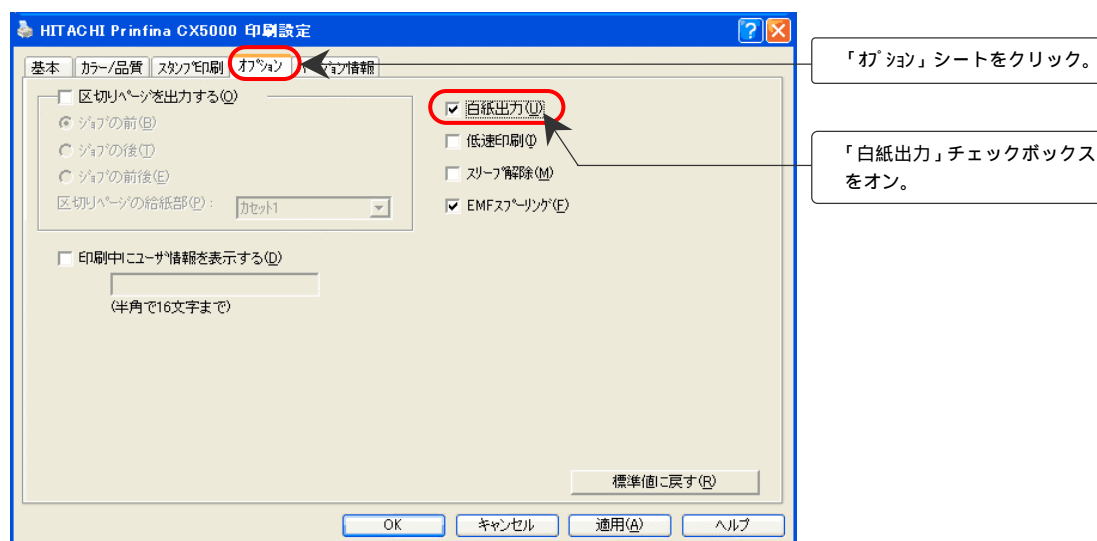 HITACHI Prinfina CX5000 印刷設定
基本 カラー/品質 スタンプ印刷 オプション バージョン情報
「オプション」シートをクリック。
区切りページを出力する(O)
ジョブの前(B)
ジョブの後(T)
ジョブの前後(E)
区切りページの給紙部(P): カセット1
白紙出力(U)
低速印刷(I)
スリープ解除(M)
EMFスプーリング(F)
「白紙出力」チェックボックス
をオン。
印刷中にユーザ情報を表示する(D)
(半角で16文字まで)
標準値に戻す(R)
OK キャンセル 適用(A) ヘルプ